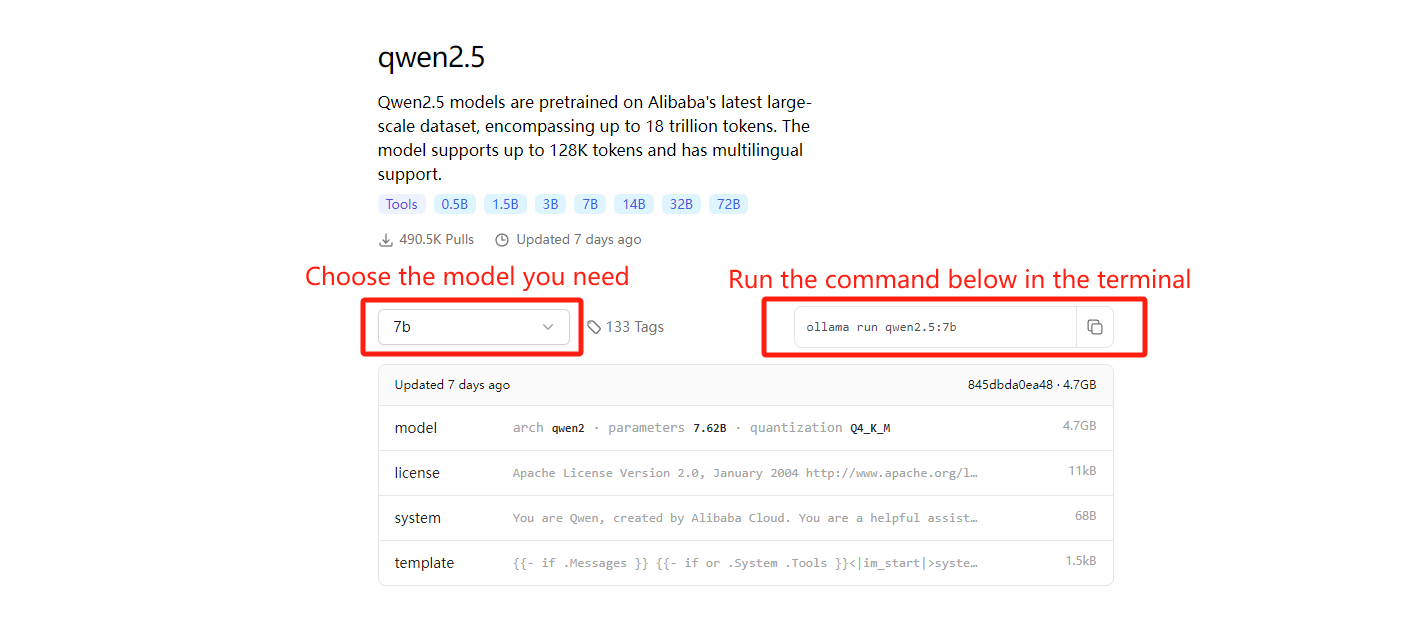 qwen2.5
Qwen2.5 models are pretrained on Alibaba's latest large-
scale dataset, encompassing up to 18 trillion tokens. The
model supports up to 128K tokens and has multilingual
support.
Tools 0.5B 1.5B 3B 7B 14B 32B 72B
490.5K Pulls Updated 7 days ago
Choose the model you need Run the command below in the terminal
7b 133 Tags ollama run qwen2.5:7b
Updated 7 days ago 845dbda0ea48 · 4.7GB
model arch qwen2 · parameters 7.62B · quantization Q4_K_M 4.7GB
license Apache License Version 2.0, January 2004 http://www.apache.org/l… 11kB
system You are Qwen, created by Alibaba Cloud. You are a helpful assist… 68B
template {{- if .Messages }} {{- if or .System .Tools }}<|im_start|>syste… 1.5kB